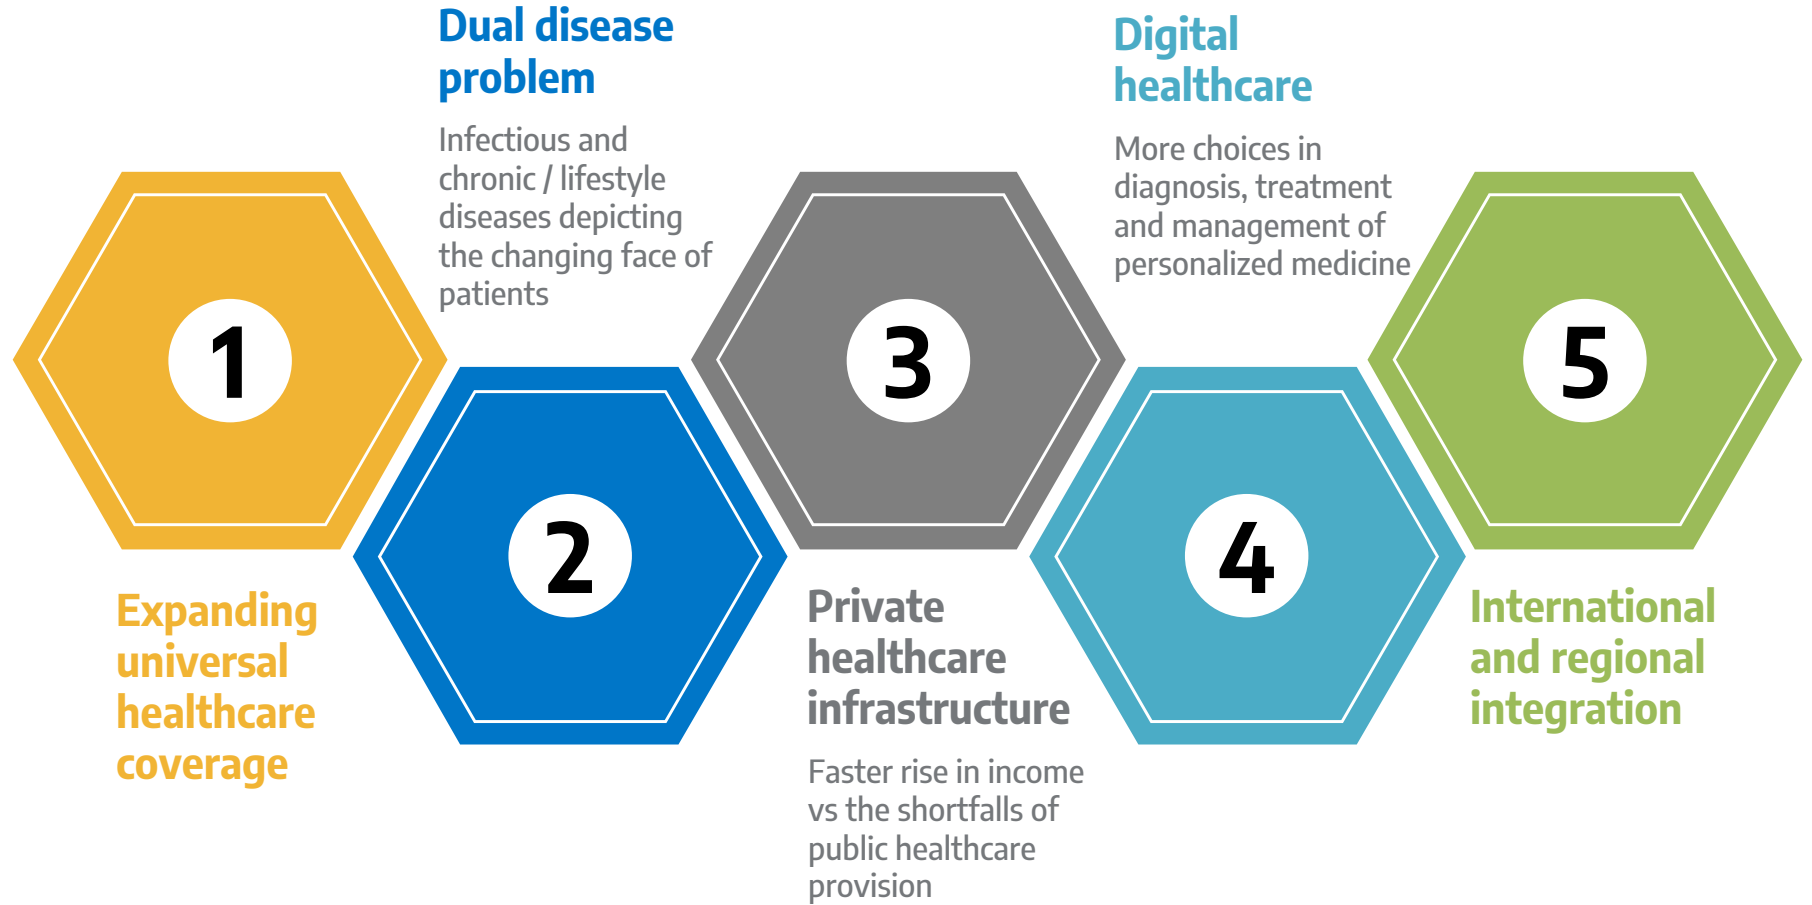 1
Expanding
universal
healthcare
coverage
Dual disease
problem
Infectious and
chronic / lifestyle
diseases depicting
the changing face of
patients
2
3
Private
healthcare
infrastructure
Faster rise in income
vs the shortfalls of
public healthcare
provision
Digital
healthcare
More choices in
diagnosis, treatment
and management of
personalized medicine
4
5
International
and regional
integration